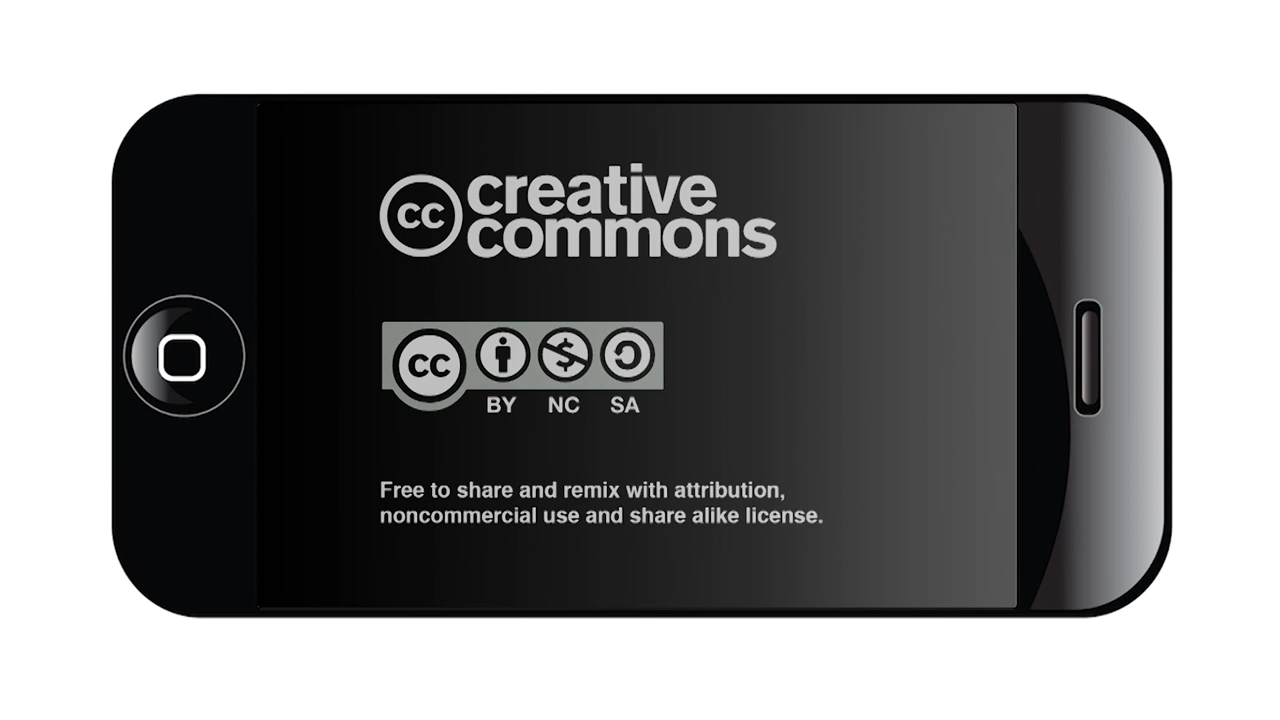 cc creative
commons
cc
BY NC SA
Free to share and remix with attribution,
noncommercial use and share alike license.